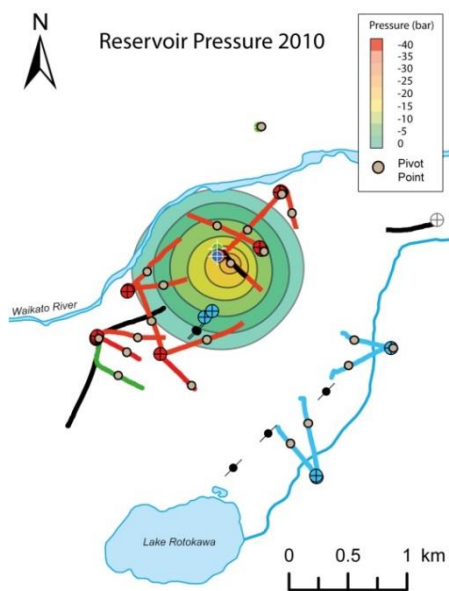 N
Reservoir Pressure 2010
Pressure (bar)
-40
-35
-30
-25
-20
-15
-10
-5
0
Pivot
Point
Waikato River
Lake Rotokawa
0 0.5 1 km